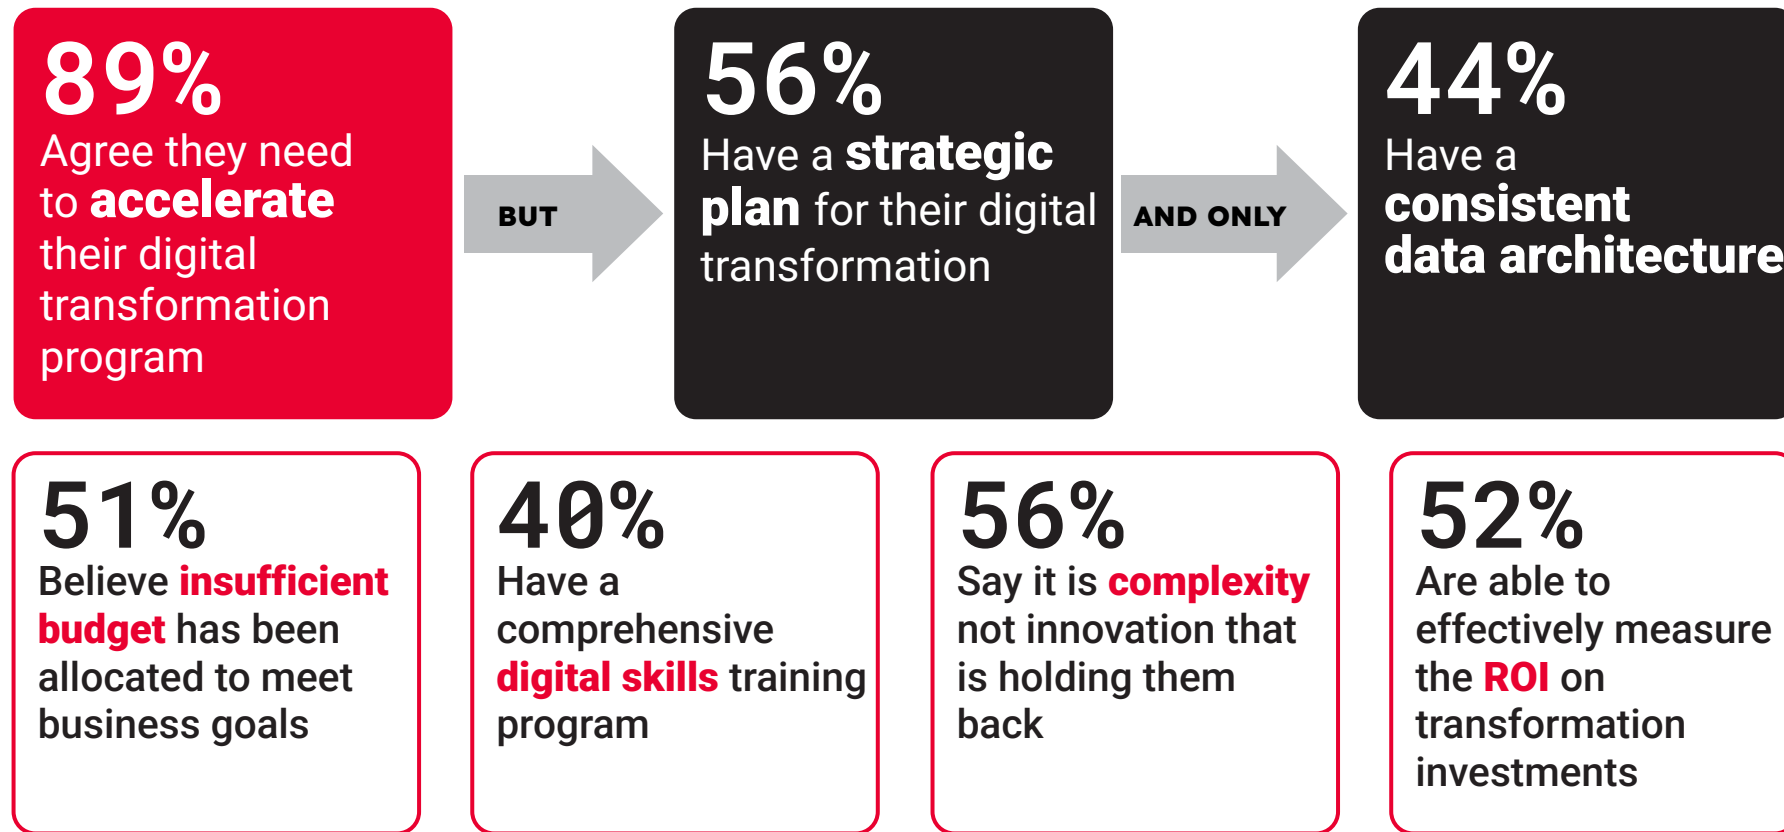 89%
Agree they need
to accelerate
their digital
transformation
program
BUT
56%
Have a strategic
plan for their digital
transformation
AND ONLY
44%
Have a
consistent
data architecture
51%
Believe insufficient
budget has been
allocated to meet
business goals
40%
Have a
comprehensive
digital skills training
program
56%
Say it is complexity
not innovation that
is holding them
back
52%
Are able to
effectively measure
the ROI on
transformation
investments